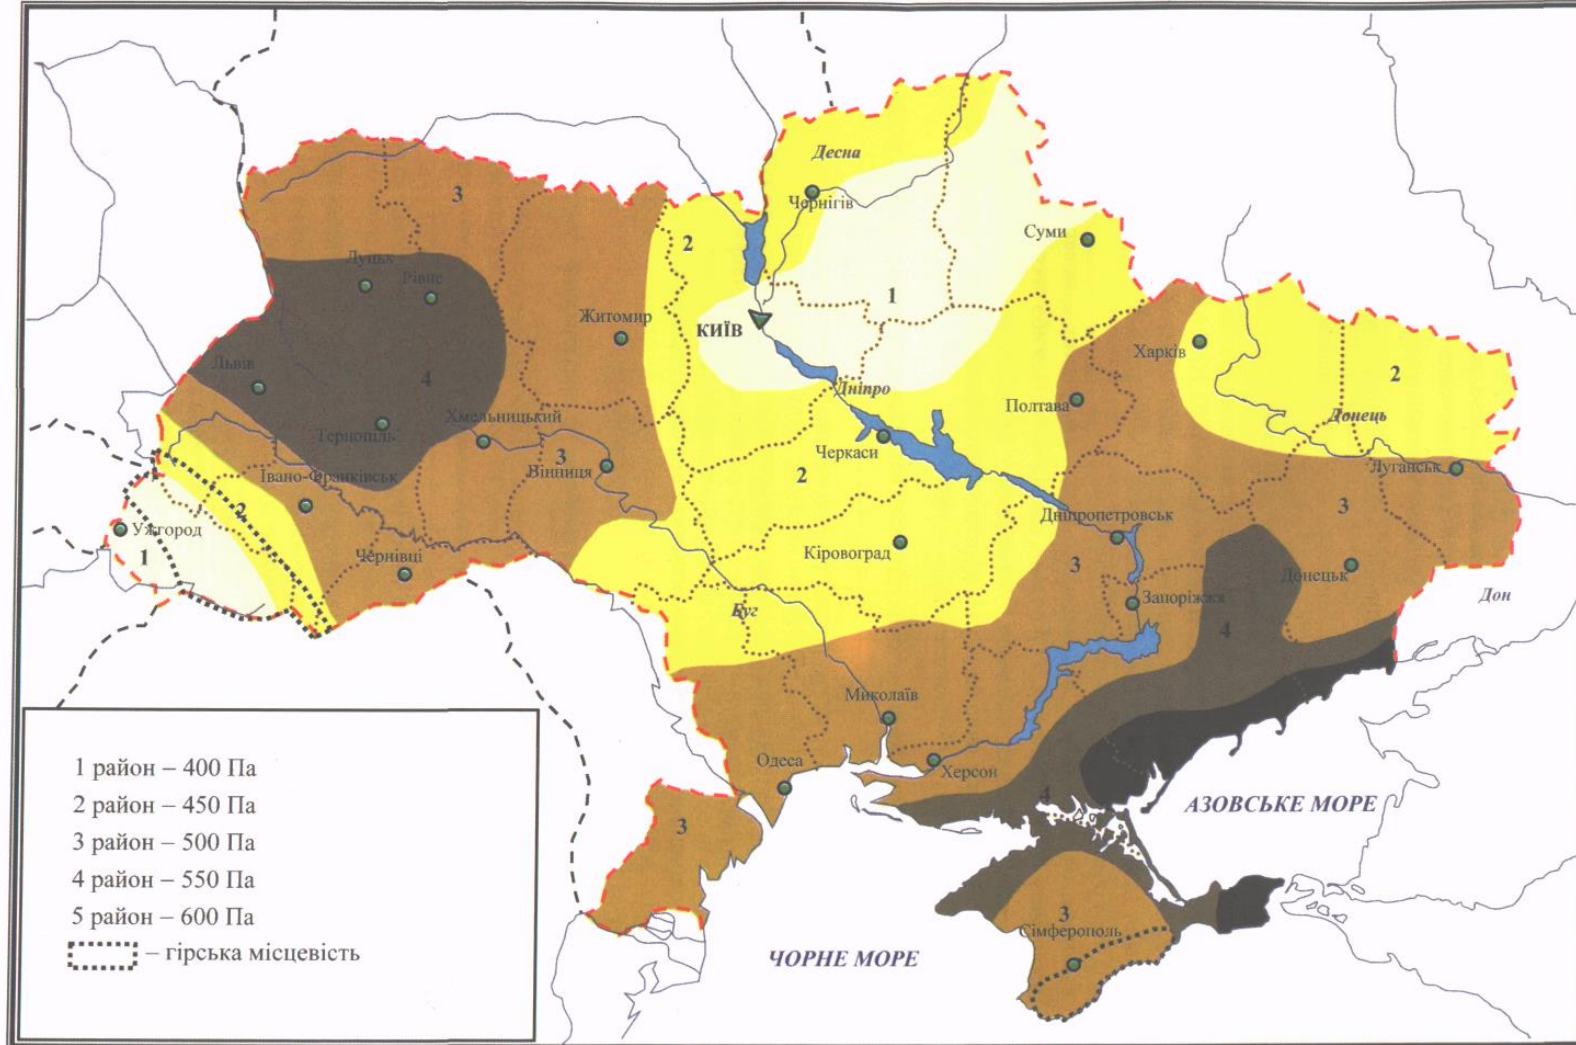 3
Десна
Чернігів
Суми
2
Луцьк
Рівне
1
Житомир
КИЇВ
Харків
Львів
4
Дніпро
2
Полтава
Донець
Тернопіль
Хмельницький
Черкаси
3
Вінниця
2
Луганськ
Івано-Франківськ
2
3
Ужгород
Дніпропетровськ
1
Чернівці
Кіровоград
3
Донецьк
Буг
Запоріжжя
Дон
4
Миколаїв
Одеса
Херсон
4
АЗОВСЬКЕ МОРЕ
3
3
Сімферополь
ЧОРНЕ МОРЕ
1 район – 400 Па
2 район – 450 Па
3 район – 500 Па
4 район – 550 Па
5 район – 600 Па
– гірська місцевість